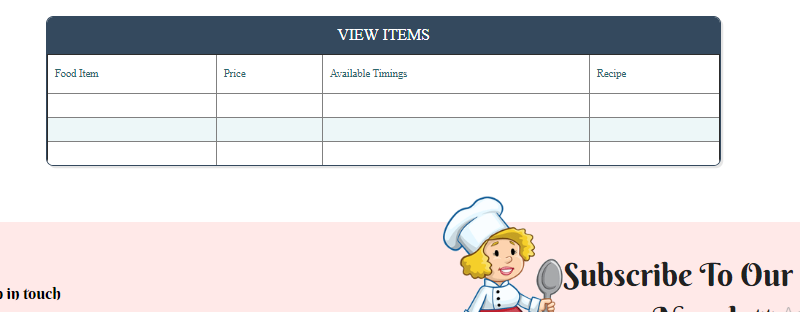 VIEW ITEMS
Food Item Price Available Timings Recipe
Subscribe To Our
in touch